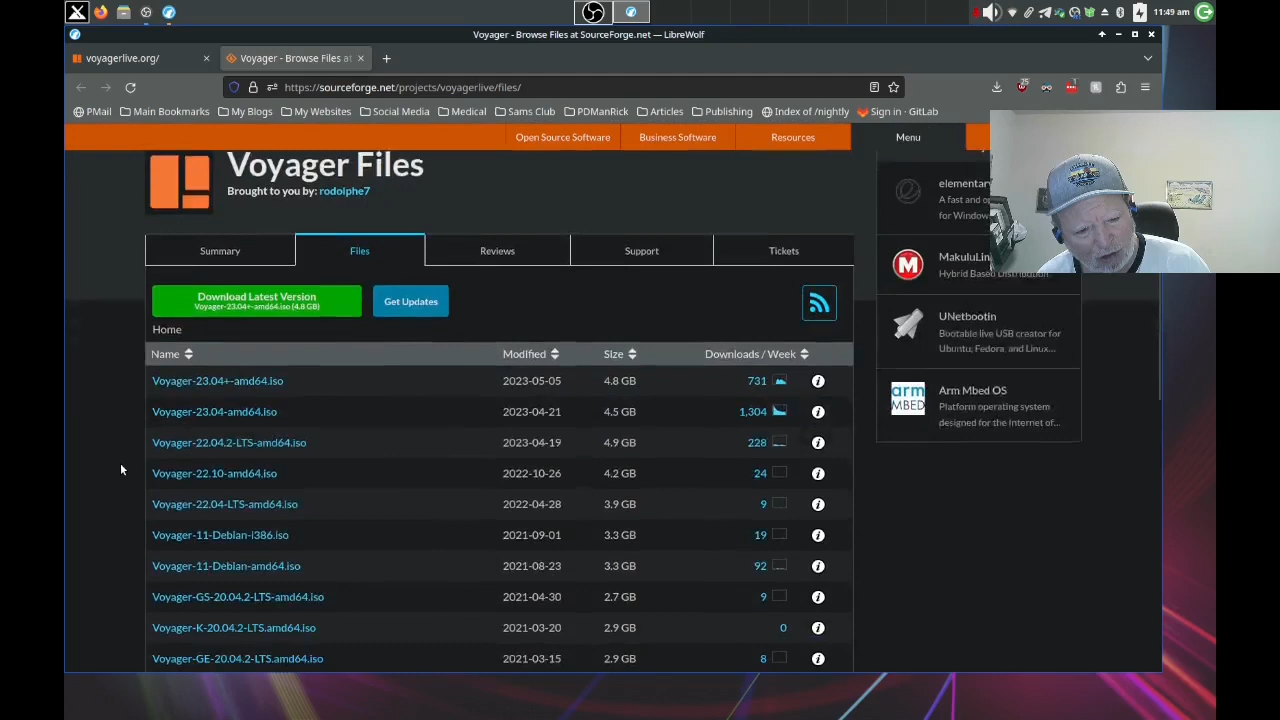 11:49 am
Voyager - Browse Files at SourceForge.net — LibreWolf
voyagerlive.org/
Voyager - Browse Files at
https://sourceforge.net/projects/voyagerlive/files/
25
1
PMail
Main Bookmarks
My Blogs
My Websites
Social Media
Medical
Sams Club
PDManRick
Articles
Publishing
Index of /nightly
Sign in · GitLab
Open Source Software
Business Software
Resources
Menu
Voyager Files
Brought to you by: rodolphe7
Summary
Files
Reviews
Support
Tickets
Download Latest Version
Voyager-23.04+-amd64.iso (4.8 GB)
Get Updates
Home
Name Modified Size Downloads / Week
Voyager-23.04+-amd64.iso 2023-05-05 4.8 GB 731
Voyager-23.04-amd64.iso 2023-04-21 4.5 GB 1,304
Voyager-22.04.2-LTS-amd64.iso 2023-04-19 4.9 GB 228
Voyager-22.10-amd64.iso 2022-10-26 4.2 GB 24
Voyager-22.04-LTS-amd64.iso 2022-04-28 3.9 GB 9
Voyager-11-Debian-i386.iso 2021-09-01 3.3 GB 19
Voyager-11-Debian-amd64.iso 2021-08-23 3.3 GB 92
Voyager-GS-20.04.2-LTS-amd64.iso 2021-04-30 2.7 GB 9
Voyager-K-20.04.2-LTS.amd64.iso 2021-03-20 2.9 GB 0
Voyager-GE-20.04.2-LTS.amd64.iso 2021-03-15 2.9 GB 8
elementary
A fast and op
for Window
M
MakuluLin
Hybrid Based Distribution
UNetbootin
Bootable live USB creator for
Ubuntu, Fedora, and Linux...
arm
MBED
Arm Mbed OS
Platform operating system
designed for the Internet of...